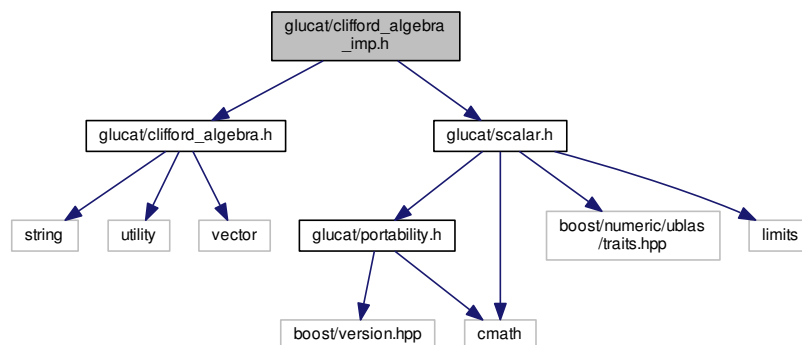 glucat/clifford_algebra
_imp.h
glucat/clifford_algebra.h
glucat/scalar.h
string
utility
vector
glucat/portability.h
boost/numeric/ublas
/traits.hpp
limits
boost/version.hpp
cmath